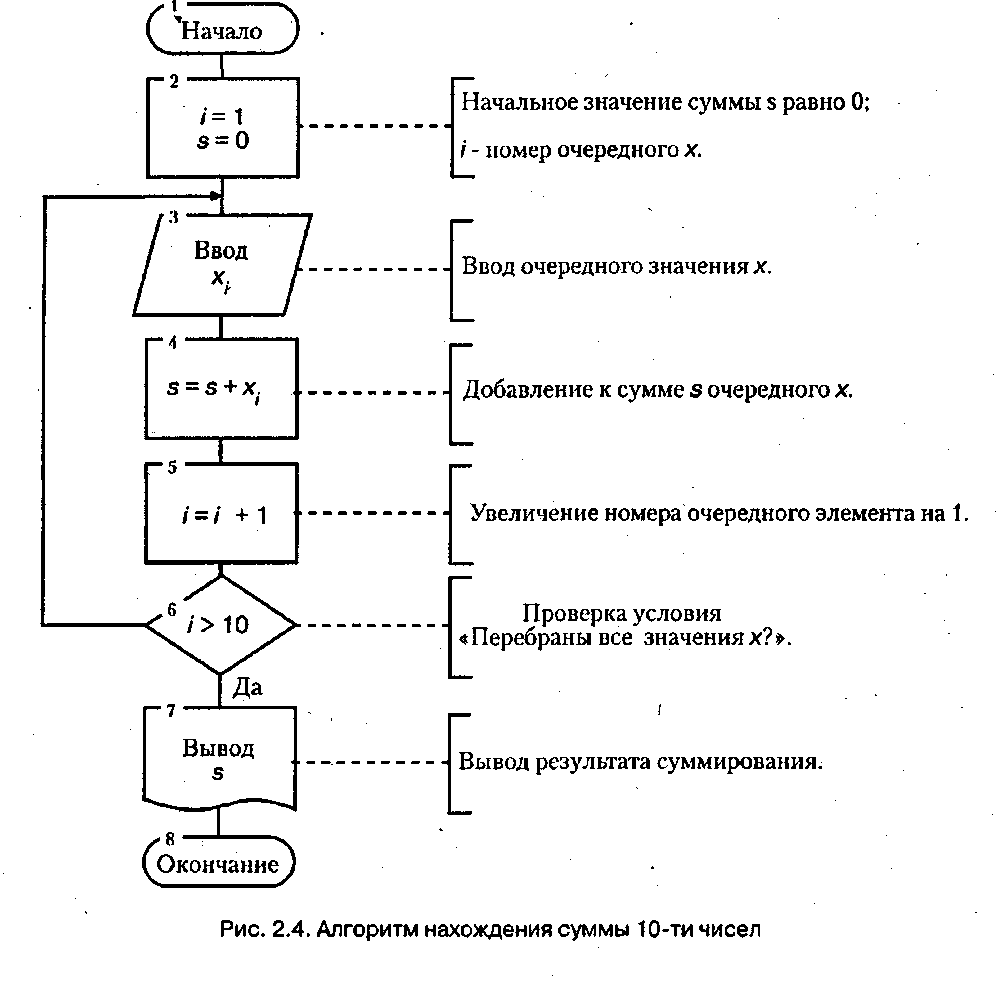 1
Начало
2
i = 1
s = 0
Начальное значение суммы s равно 0;
i - номер очередного x.
3
Ввод
xi
Ввод очередного значения x.
4
s = s + xi
Добавление к сумме s очередного x.
5
i = i + 1
Увеличение номера очередного элемента на 1.
6
i > 10
Проверка условия
«Перебраны все значения x?».
Да
7
Вывод
s
Вывод результата суммирования.
8
Окончание
Рис. 2.4. Алгоритм нахождения суммы 10-ти чисел